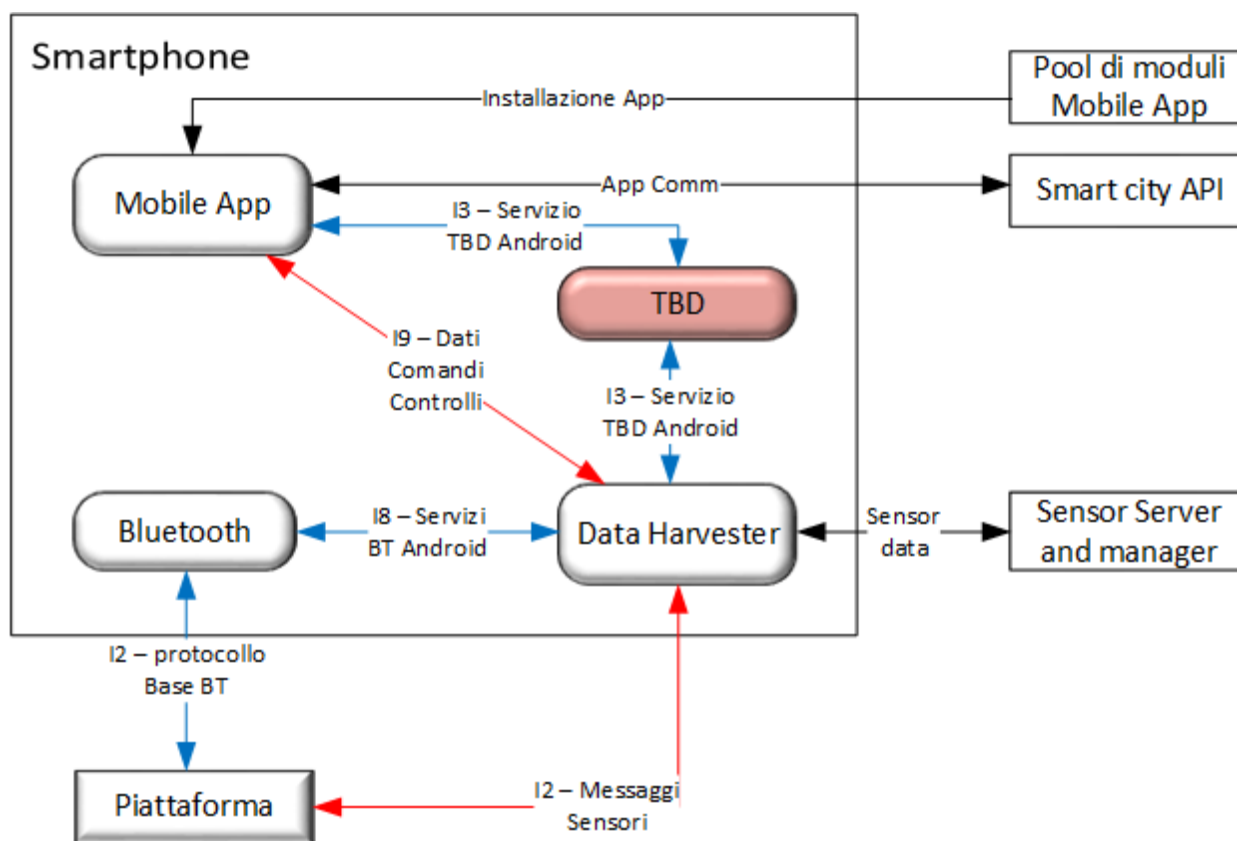 Smartphone
Pool di moduli
Mobile App
Installazione App
Mobile App
App Comm
Smart city API
I3 – Servizio
TBD Android
TBD
I9 – Dati
Comandi
Controlli
I3 – Servizio
TBD Android
Bluetooth
I8 – Servizi
BT Android
Data Harvester
Sensor
data
Sensor Server
and manager
I2 – protocollo
Base BT
Piattaforma
I2 – Messaggi
Sensori